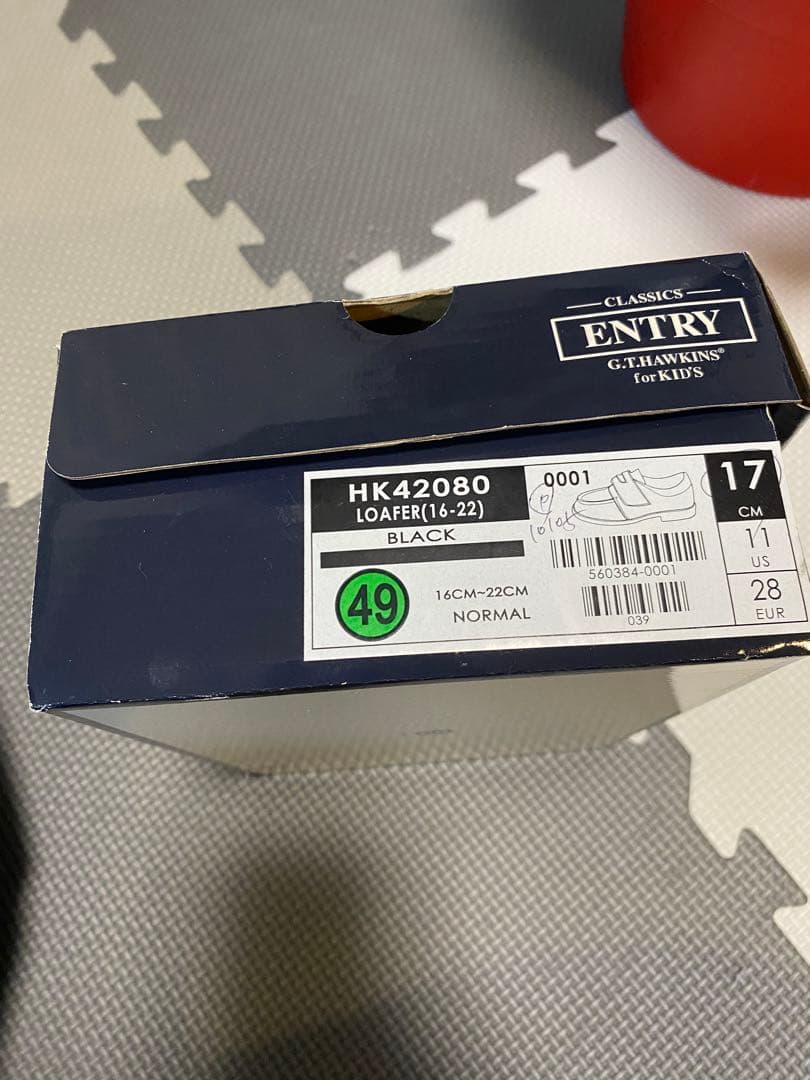 CLASSICS
ENTRY
G.T.HAWKINS®
for KID'S
HK42080
LOAFER(16-22)
BLACK
49
16CM~22CM
NORMAL
0001
560384-0001
039
17
CM
11
US
28
EUR